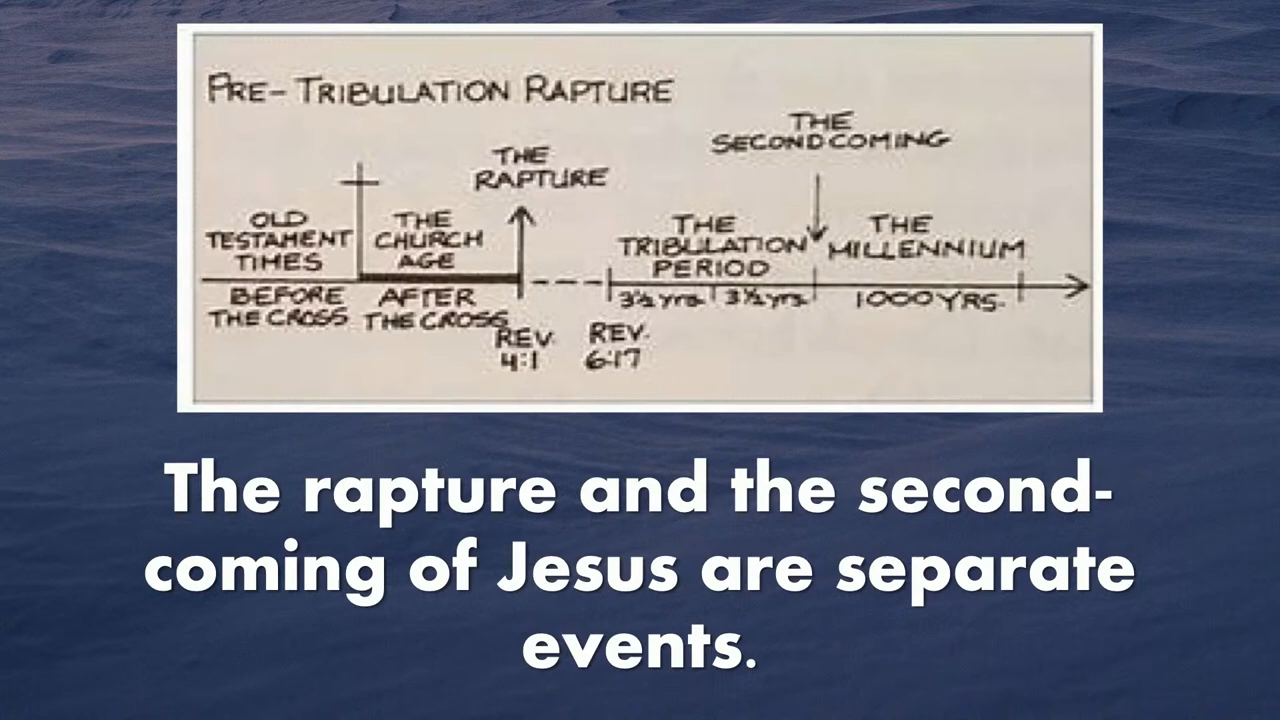 PRE-TRIBULATION RAPTURE
THE
SECOND COMING
THE
RAPTURE
OLD
TESTAMENT
TIMES
THE
CHURCH
AGE
THE
TRIBULATION
PERIOD
THE
MILLENNIUM
BEFORE
THE CROSS
AFTER
THE CROSS
3½ yrs
3½ yrs.
1000 YRS.
REV.
4:1
REV.
6:17
The rapture and the second-
coming of Jesus are separate
events.